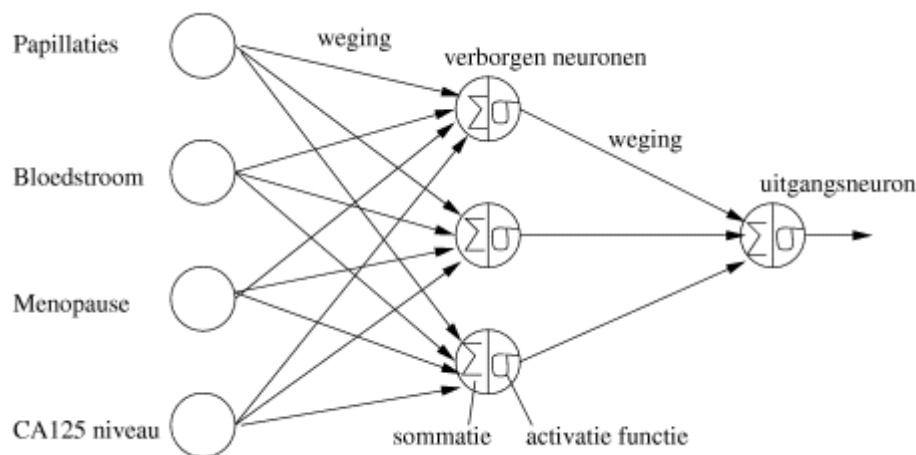 Papillaties
weging
verborgen neuronen
Σ σ
weging
Bloedstroom
uitgangsneuron
Σ σ
Σ σ
Menopause
Σ σ
CA125 niveau
sommatie
activatie functie